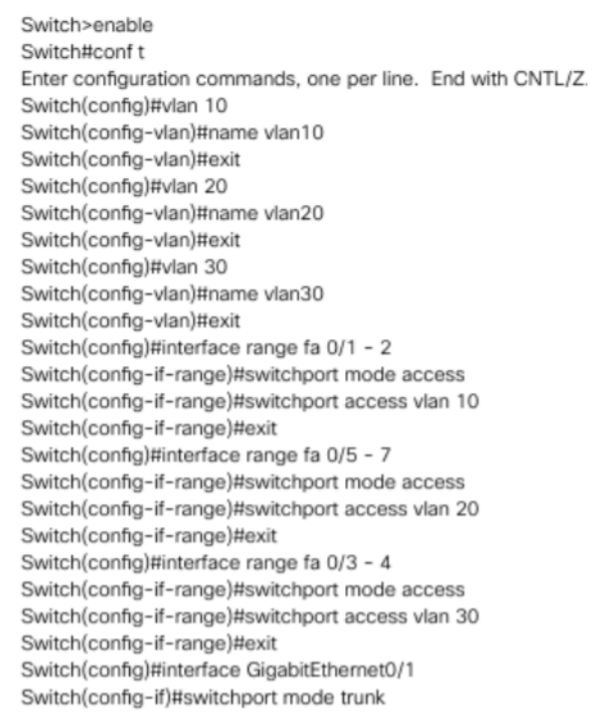 Switch>enable
Switch#conf t
Enter configuration commands, one per line.  End with CNTL/Z.
Switch(config)#vlan 10
Switch(config-vlan)#name vlan10
Switch(config-vlan)#exit
Switch(config)#vlan 20
Switch(config-vlan)#name vlan20
Switch(config-vlan)#exit
Switch(config)#vlan 30
Switch(config-vlan)#name vlan30
Switch(config-vlan)#exit
Switch(config)#interface range fa 0/1 - 2
Switch(config-if-range)#switchport mode access
Switch(config-if-range)#switchport access vlan 10
Switch(config-if-range)#exit
Switch(config)#interface range fa 0/5 - 7
Switch(config-if-range)#switchport mode access
Switch(config-if-range)#switchport access vlan 20
Switch(config-if-range)#exit
Switch(config)#interface range fa 0/3 - 4
Switch(config-if-range)#switchport mode access
Switch(config-if-range)#switchport access vlan 30
Switch(config-if-range)#exit
Switch(config)#interface GigabitEthernet0/1
Switch(config-if)#switchport mode trunk